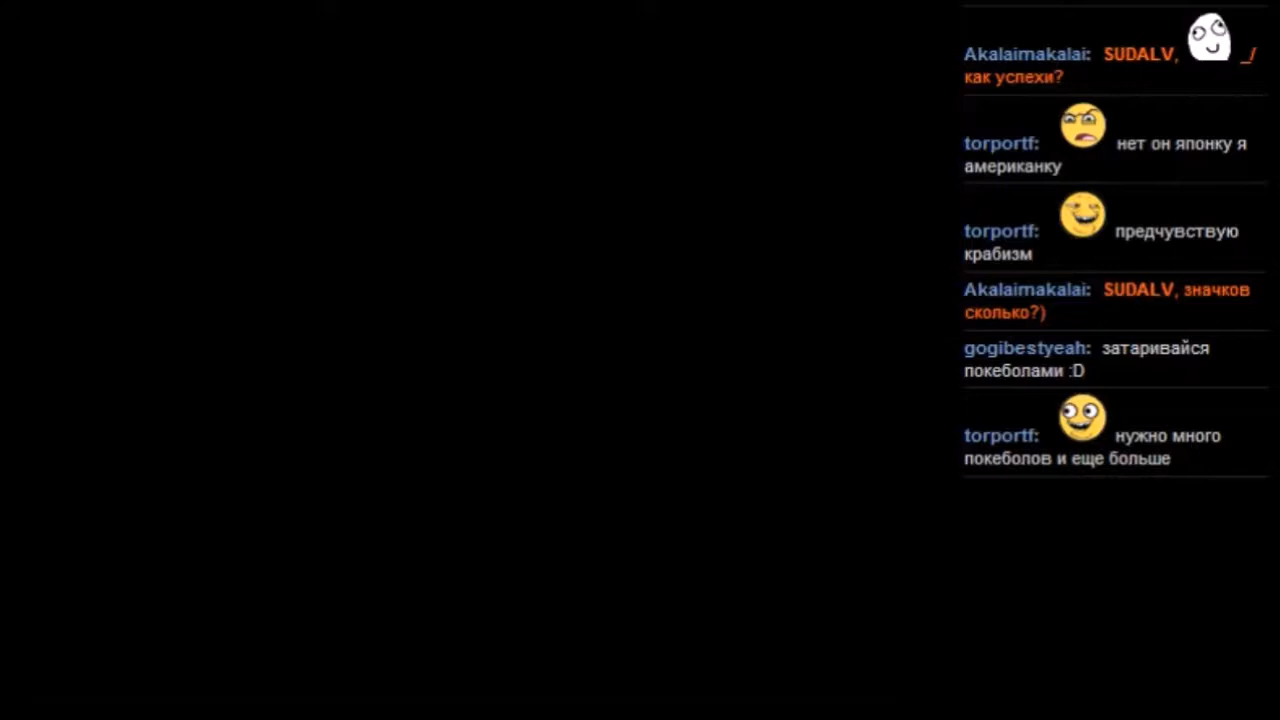 Akalaimakalai: SUDALV, _/
как успехи?
torportf: нет он японку я
американку
torportf: предчувствую
крабизм
Akalaimakalai: SUDALV, значков
сколько?)
gogibestyeah: затаривайся
покеболами :D
torportf: нужно много
покеболов и еще больше